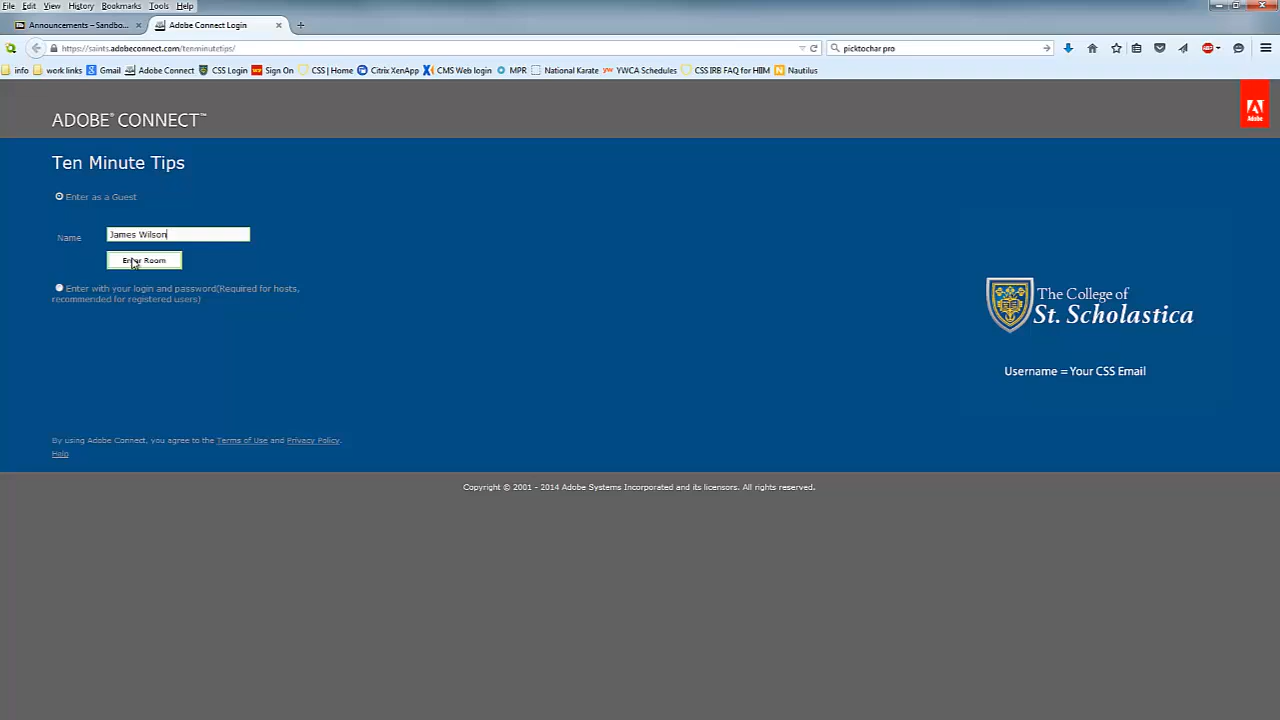 File Edit View History Bookmarks Tools Help
Announcements – Sandbo... × Adobe Connect Login × +
https://saints.adobeconnect.com/tenminutetips/ picktochar pro
info work links Gmail Adobe Connect CSS Login Sign On CSS | Home Citrix XenApp CMS Web login MPR National Karate YWCA Schedules CSS IRB FAQ for HIIM Nautilus
Adobe
ADOBE® CONNECT™
Ten Minute Tips
Enter as a Guest
Name James Wilson
Enter Room
Enter with your login and password(Required for hosts,
recommended for registered users)
The College of
St. Scholastica
Username = Your CSS Email
By using Adobe Connect, you agree to the Terms of Use and Privacy Policy.
Help
Copyright © 2001 - 2014 Adobe Systems Incorporated and its licensors. All rights reserved.